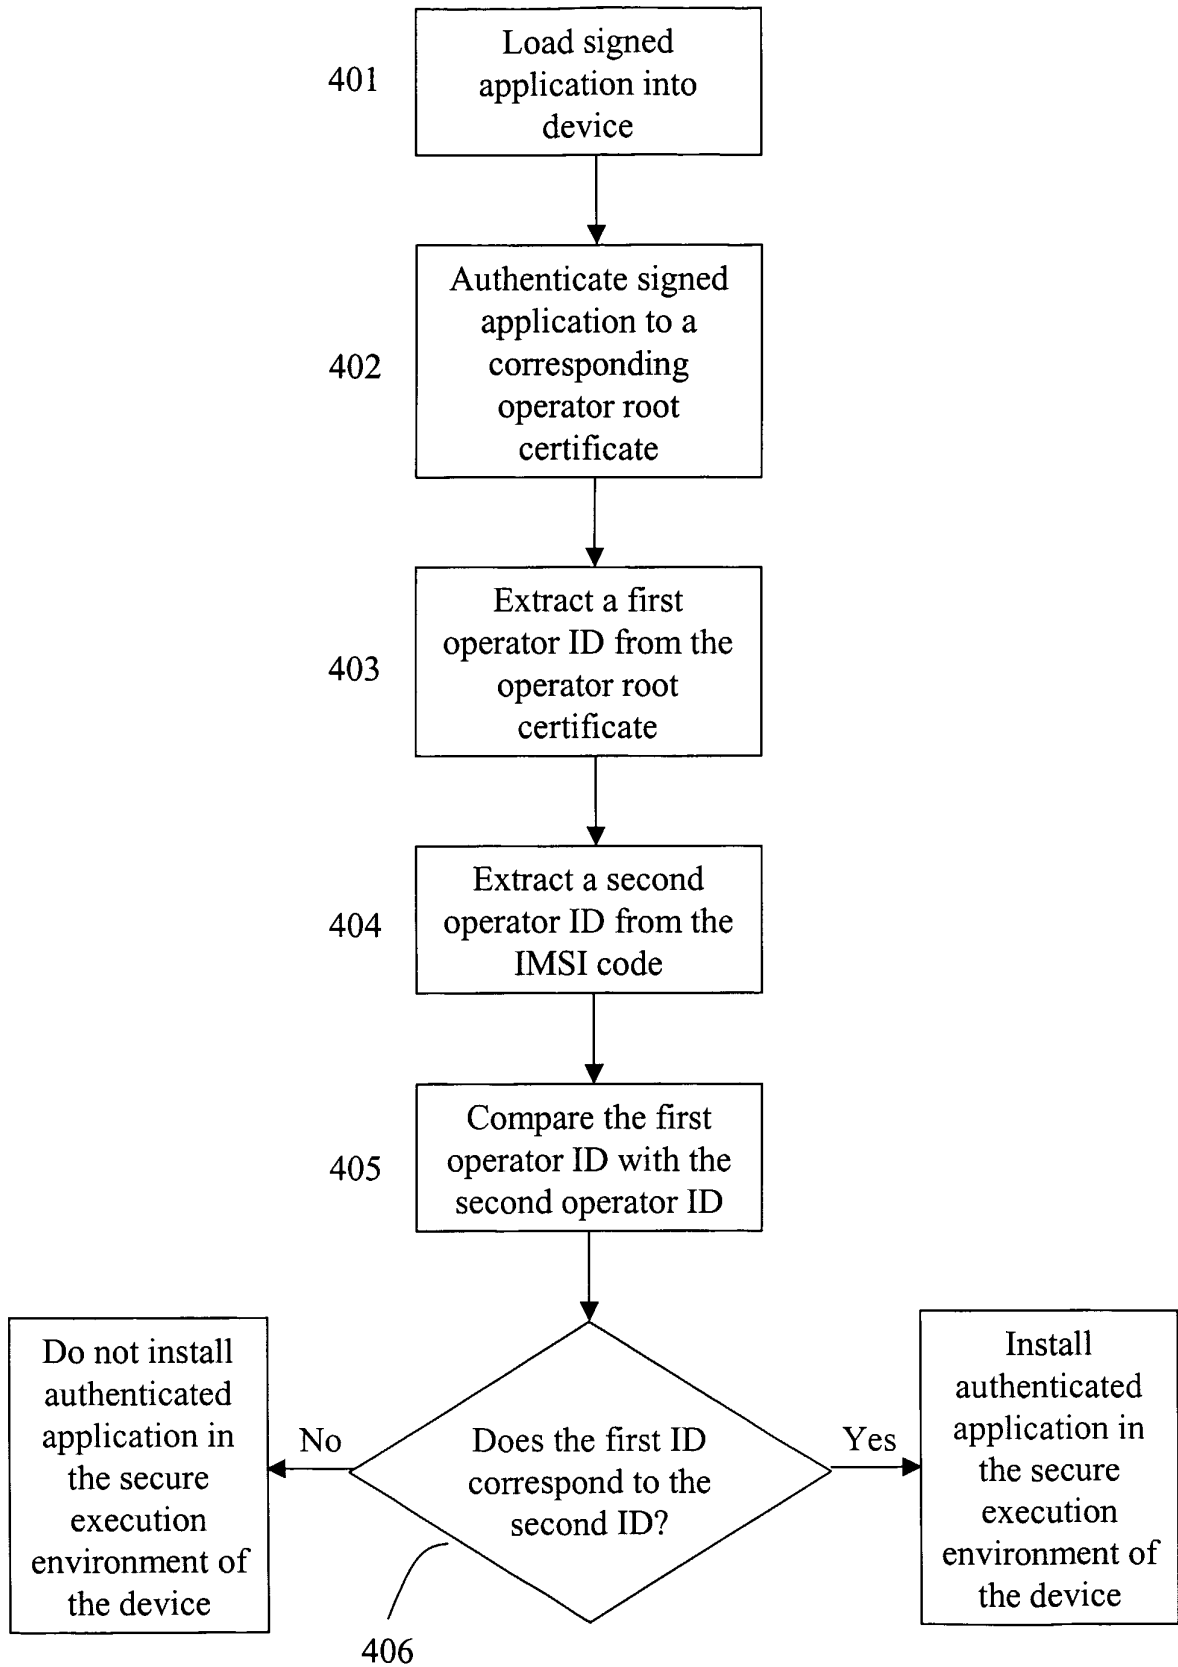 401
Load signed
application into
device
402
Authenticate signed
application to a
corresponding
operator root
certificate
403
Extract a first
operator ID from the
operator root
certificate
404
Extract a second
operator ID from the
IMSI code
405
Compare the first
operator ID with the
second operator ID
Do not install
authenticated
application in
the secure
execution
environment of
the device
No
Does the first ID
correspond to the
second ID?
Yes
Install
authenticated
application in
the secure
execution
environment of
the device
406